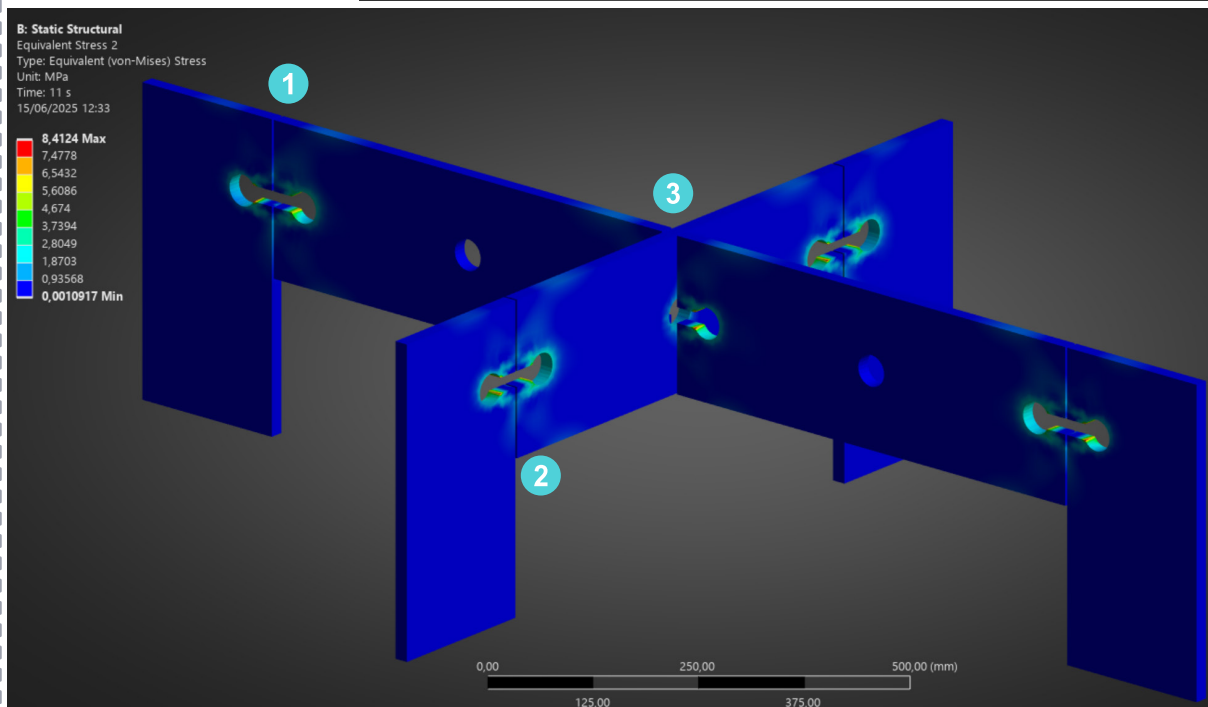 B: Static Structural
Equivalent Stress 2
Type: Equivalent (von-Mises) Stress
Unit: MPa
Time: 11 s
15/06/2025 12:33
8,4124 Max
7,4778
6,5432
5,6086
4,674
3,7394
2,8049
1,8703
0,93568
0,0010917 Min
1
3
2
0,00 250,00 500,00 (mm)
125,00 375,00